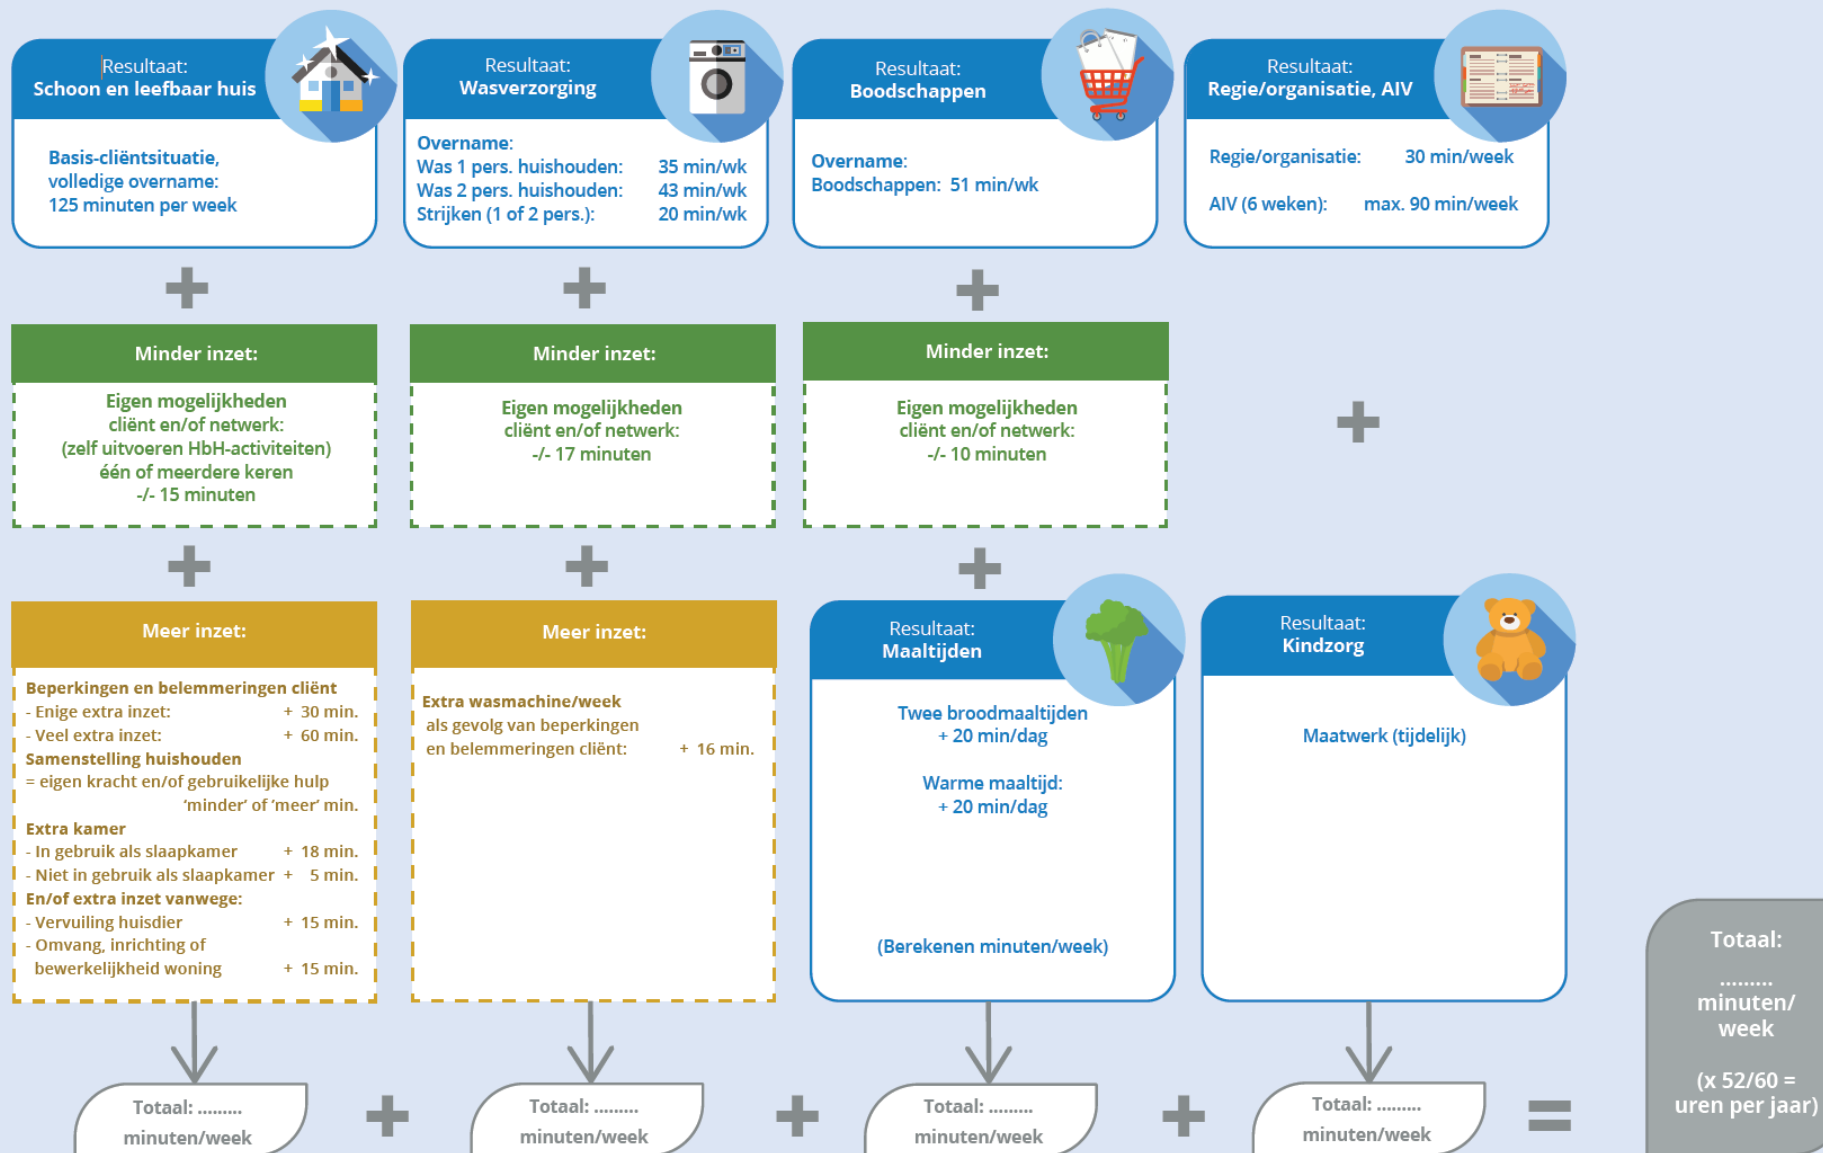 Resultaat:
Schoon en leefbaar huis
Basis-cliëntsituatie,
volledige overname:
125 minuten per week
Resultaat:
Wasverzorging
Overname:
Was 1 pers. huishouden: 35 min/wk
Was 2 pers. huishouden: 43 min/wk
Strijken (1 of 2 pers.): 20 min/wk
Resultaat:
Boodschappen
Overname:
Boodschappen: 51 min/wk
Resultaat:
Regie/organisatie, AIV
Regie/organisatie: 30 min/week
AIV (6 weken): max. 90 min/week
+
+
+
Minder inzet:
Eigen mogelijkheden
cliënt en/of netwerk:
(zelf uitvoeren HbH-activiteiten)
één of meerdere keren
-/- 15 minuten
Minder inzet:
Eigen mogelijkheden
cliënt en/of netwerk:
-/- 17 minuten
Minder inzet:
Eigen mogelijkheden
cliënt en/of netwerk:
-/- 10 minuten
+
+
+
+
Meer inzet:
Beperkingen en belemmeringen cliënt
- Enige extra inzet: + 30 min.
- Veel extra inzet: + 60 min.
Samenstelling huishouden
= eigen kracht en/of gebruikelijke hulp
‘minder’ of ‘meer’ min.
Extra kamer
- In gebruik als slaapkamer + 18 min.
- Niet in gebruik als slaapkamer + 5 min.
En/of extra inzet vanwege:
- Vervuiling huisdier + 15 min.
- Omvang, inrichting of
bewerkelijkheid woning + 15 min.
Meer inzet:
Extra wasmachine/week
als gevolg van beperkingen
en belemmeringen cliënt: + 16 min.
Resultaat:
Maaltijden
Twee broodmaaltijden
+ 20 min/dag
Warme maaltijd:
+ 20 min/dag
(Berekenen minuten/week)
Resultaat:
Kindzorg
Maatwerk (tijdelijk)
Totaal: .........
minuten/week
+
Totaal: .........
minuten/week
+
Totaal: .........
minuten/week
+
Totaal: .........
minuten/week
=
Totaal:
.........
minuten/
week
(x 52/60 =
uren per jaar)